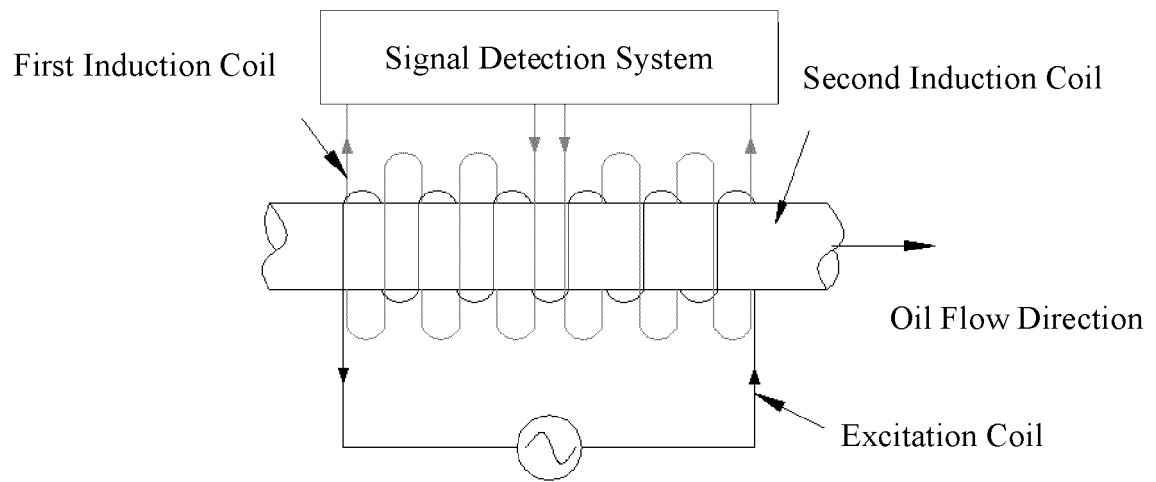 Signal Detection System
First Induction Coil
Second Induction Coil
Oil Flow Direction
Excitation Coil